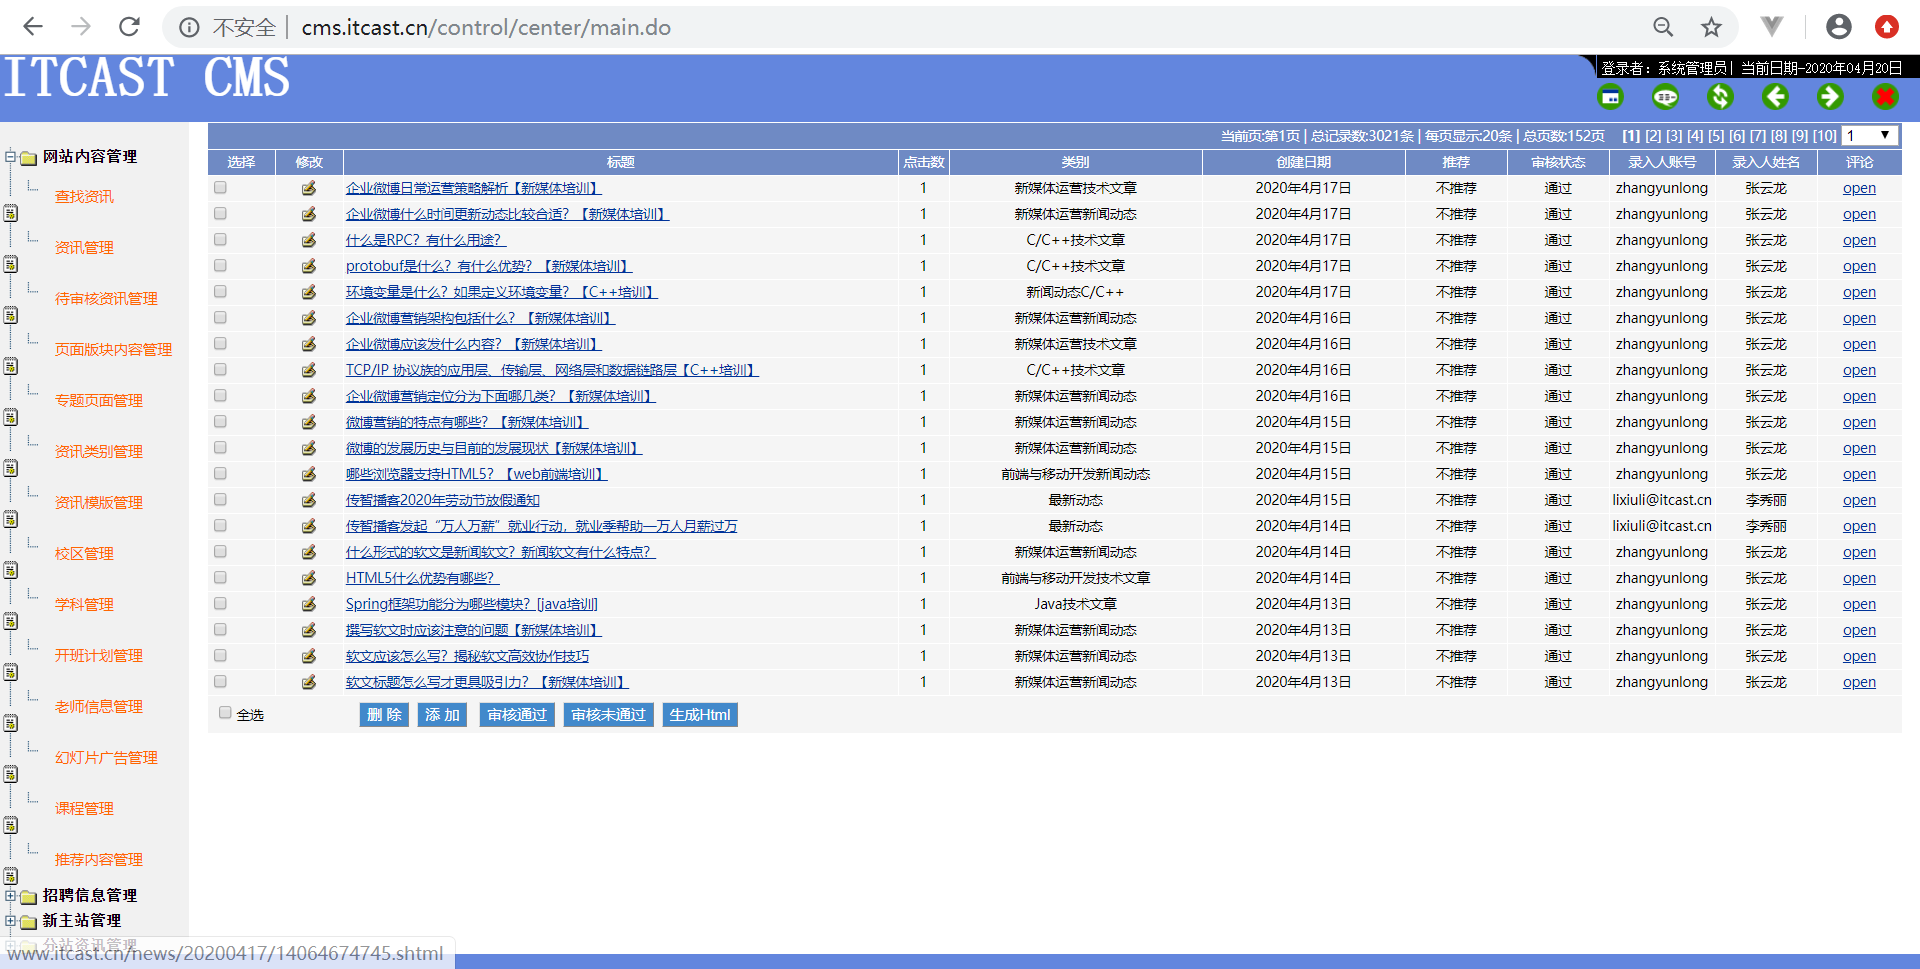 不安全 cms.itcast.cn/control/center/main.do
ITCAST CMS
登录者：系统管理员| 当前日期-2020年04月20日
网站内容管理
查找资讯
资讯管理
待审核资讯管理
页面版块内容管理
专题页面管理
资讯类别管理
资讯模版管理
校区管理
学科管理
开班计划管理
老师信息管理
幻灯片广告管理
课程管理
推荐内容管理
招聘信息管理
新主站管理
分站资讯管理
当前页:第1页 | 总记录数:3021条 | 每页显示:20条 | 总页数:152页 [1] [2] [3] [4] [5] [6] [7] [8] [9] [10] 1
选择 修改 标题 点击数 类别 创建日期 推荐 审核状态 录入人账号 录入人姓名 评论
企业微博日常运营策略解析【新媒体培训】 1 新媒体运营技术文章 2020年4月17日 不推荐 通过 zhangyunlong 张云龙 open
企业微博什么时间更新动态比较合适？【新媒体培训】 1 新媒体运营新闻动态 2020年4月17日 不推荐 通过 zhangyunlong 张云龙 open
什么是RPC？有什么用途？ 1 C/C++技术文章 2020年4月17日 不推荐 通过 zhangyunlong 张云龙 open
protobuf是什么？有什么优势？【新媒体培训】 1 C/C++技术文章 2020年4月17日 不推荐 通过 zhangyunlong 张云龙 open
环境变量是什么？如果定义环境变量？【C++培训】 1 新闻动态C/C++ 2020年4月17日 不推荐 通过 zhangyunlong 张云龙 open
企业微博营销架构包括什么？【新媒体培训】 1 新媒体运营新闻动态 2020年4月16日 不推荐 通过 zhangyunlong 张云龙 open
企业微博应该发什么内容？【新媒体培训】 1 新媒体运营技术文章 2020年4月16日 不推荐 通过 zhangyunlong 张云龙 open
TCP/IP 协议族的应用层、传输层、网络层和数据链路层【C++培训】 1 C/C++技术文章 2020年4月16日 不推荐 通过 zhangyunlong 张云龙 open
企业微博营销定位分为下面哪几类？【新媒体培训】 1 新媒体运营新闻动态 2020年4月16日 不推荐 通过 zhangyunlong 张云龙 open
微博营销的特点有哪些？【新媒体培训】 1 新媒体运营新闻动态 2020年4月15日 不推荐 通过 zhangyunlong 张云龙 open
微博的发展历史与目前的发展现状【新媒体培训】 1 新媒体运营新闻动态 2020年4月15日 不推荐 通过 zhangyunlong 张云龙 open
哪些浏览器支持HTML5？【web前端培训】 1 前端与移动开发新闻动态 2020年4月15日 不推荐 通过 zhangyunlong 张云龙 open
传智播客2020年劳动节放假通知 1 最新动态 2020年4月15日 不推荐 通过 lixiuli@itcast.cn 李秀丽 open
传智播客发起“万人万薪”就业行动，就业季帮助一万人月薪过万 1 最新动态 2020年4月14日 不推荐 通过 lixiuli@itcast.cn 李秀丽 open
什么形式的软文是新闻软文？新闻软文有什么特点？ 1 新媒体运营新闻动态 2020年4月14日 不推荐 通过 zhangyunlong 张云龙 open
HTML5什么优势有哪些？ 1 前端与移动开发技术文章 2020年4月14日 不推荐 通过 zhangyunlong 张云龙 open
Spring框架功能分为哪些模块？[java培训] 1 Java技术文章 2020年4月13日 不推荐 通过 zhangyunlong 张云龙 open
撰写软文时应该注意的问题【新媒体培训】 1 新媒体运营新闻动态 2020年4月13日 不推荐 通过 zhangyunlong 张云龙 open
软文应该怎么写？揭秘软文高效协作技巧 1 新媒体运营新闻动态 2020年4月13日 不推荐 通过 zhangyunlong 张云龙 open
软文标题怎么写才更具吸引力？【新媒体培训】 1 新媒体运营新闻动态 2020年4月13日 不推荐 通过 zhangyunlong 张云龙 open
全选 删 除 添 加 审核通过 审核未通过 生成Html
www.itcast.cn/news/20200417/14064674745.shtml